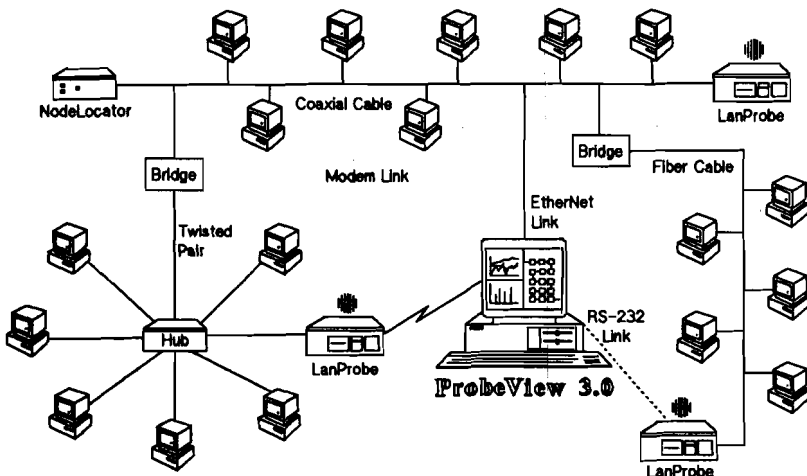 Coaxial Cable
NodeLocator
LanProbe
Bridge
Bridge
Modem Link
Fiber Cable
EtherNet
Link
Twisted
Pair
RS-232
Link
Hub
LanProbe
ProbeView 3.0
LanProbe